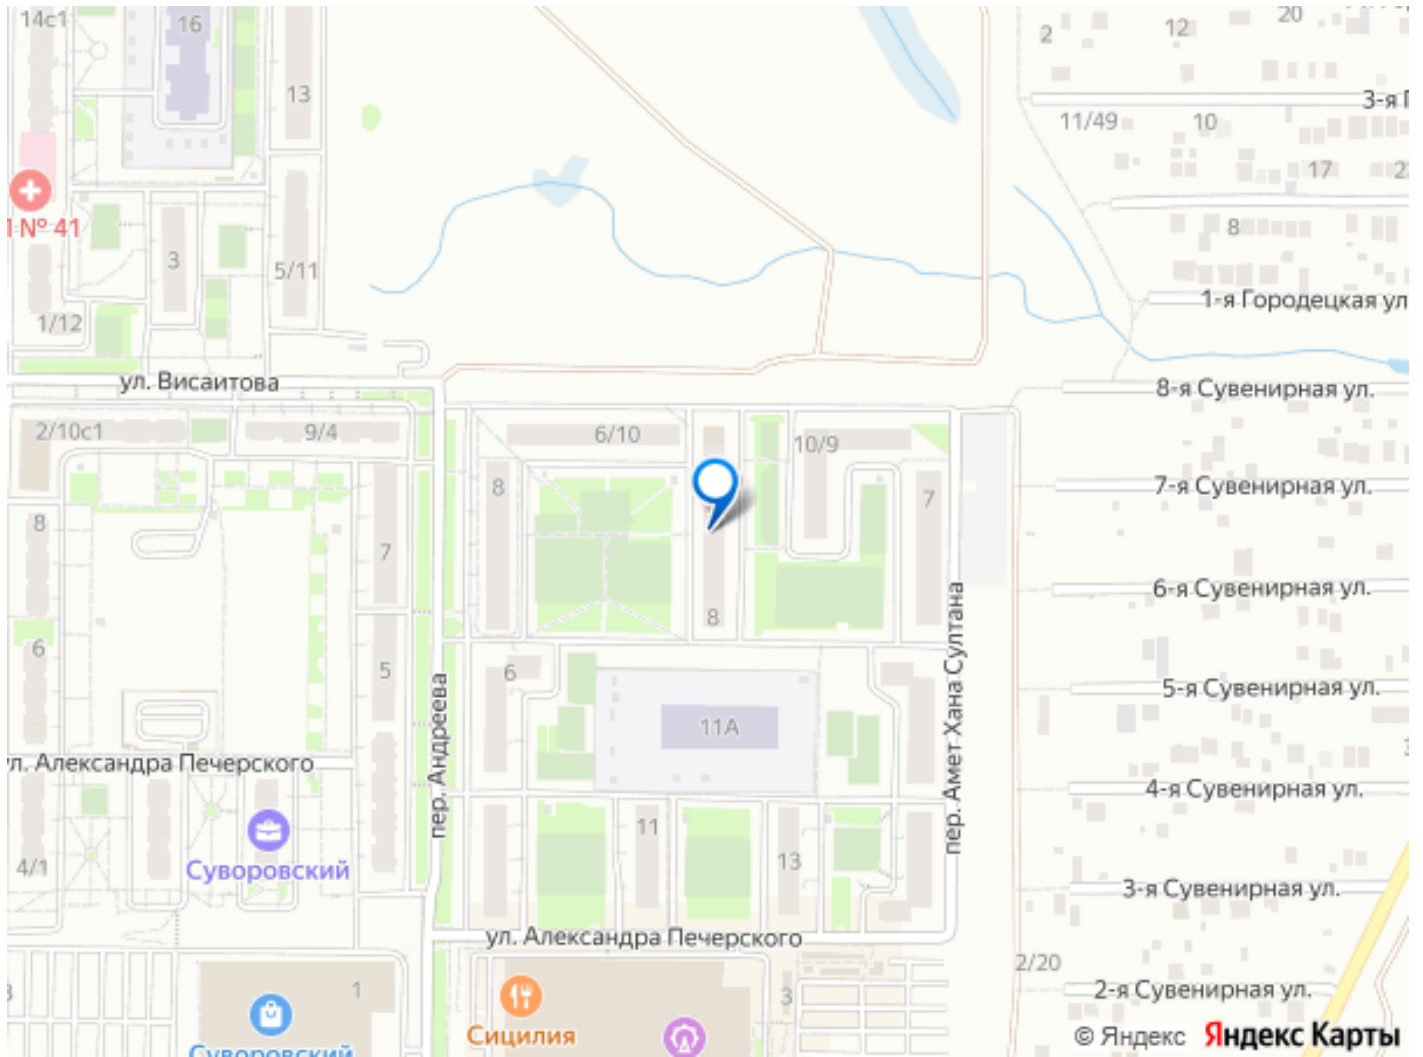 14с1
16
20
2
12
13
3-я Г
11/49
10
17
№ 41
8
3
5/11
1-я Городецкая ул
1/12
ул. Висаитова
8-я Сувенирная ул.
2/10с1
9/4
6/10
10/9
8
7-я Сувенирная ул.
7
8
7
6-я Сувенирная ул.
8
6
5
6
пер. Амет Хана Султана
5-я Сувенирная ул.
11А
пер. Андреева
ул. Александра Печерского
4-я Сувенирная ул.
11
4/1
Суворовский
13
3-я Сувенирная ул.
ул. Александра Печерского
2/20
1
3
2-я Сувенирная ул.
Сицилия
© Яндекс Яндекс Карты
Суворовский